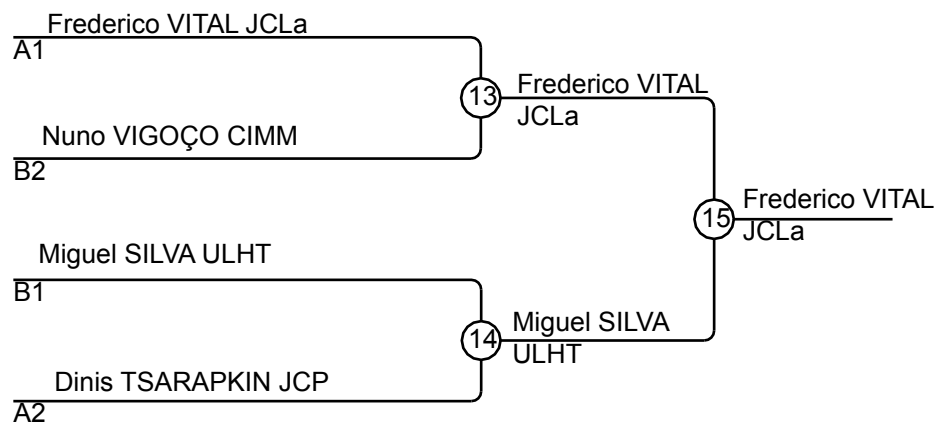 Frederico VITAL JCLa
A1
13
Frederico VITAL
JCLa
Nuno VIGOÇO CIMM
B2
15
Frederico VITAL
JCLa
Miguel SILVA ULHT
B1
14
Miguel SILVA
ULHT
Dinis TSARAPKIN JCP
A2